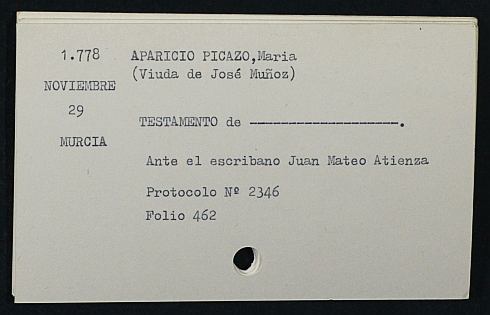 1.778
NOVIEMBRE
29
MURCIA
APARICIO PICAZO,Maria
(Viuda de José Muñoz)
TESTAMENTO de -------------------.
Ante el escribano Juan Mateo Atienza
Protocolo Nº 2346
Folio 462